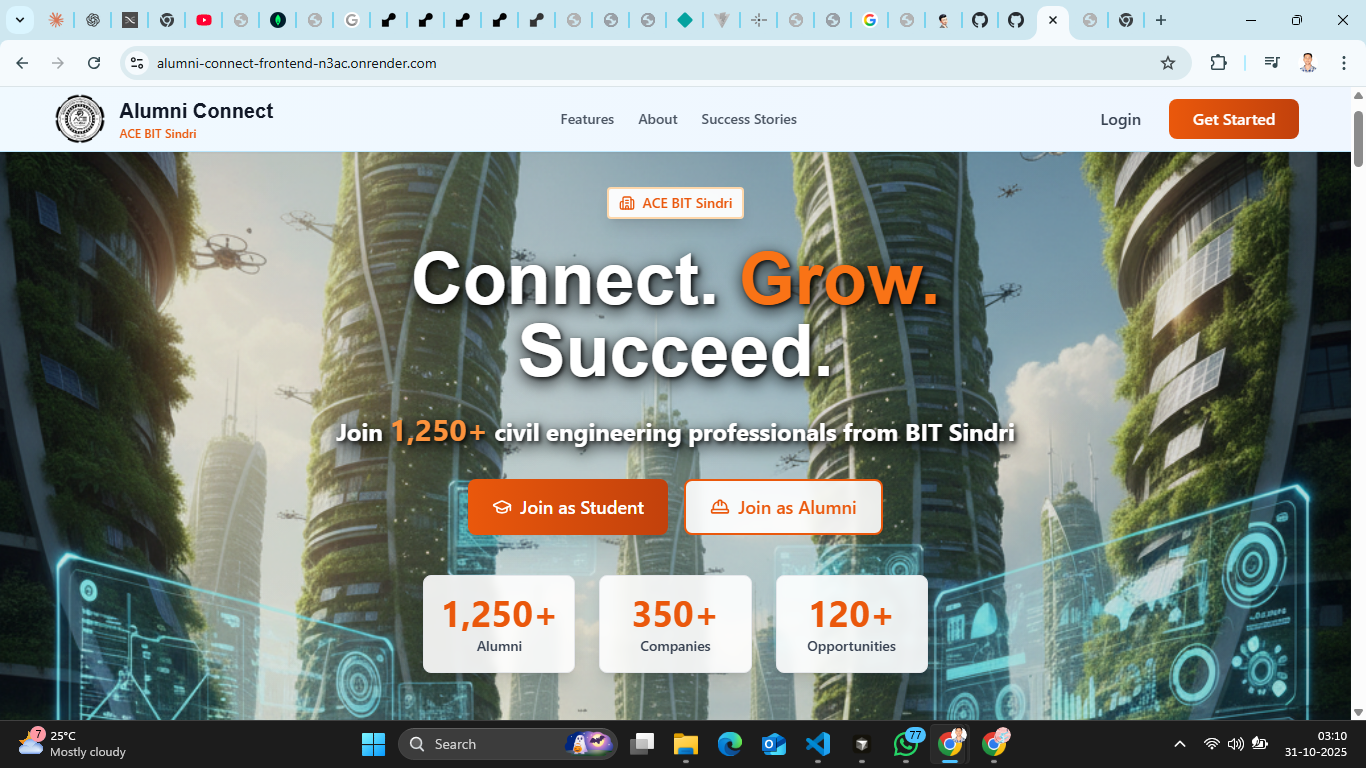 alumni-connect-frontend-n3ac.onrender.com
Alumni Connect
ACE BIT Sindri
Features
About
Success Stories
Login
Get Started
ACE BIT Sindri
Connect. Grow.
Succeed.
Join 1,250+ civil engineering professionals from BIT Sindri
Join as Student
Join as Alumni
1,250+
Alumni
350+
Companies
120+
Opportunities
7
25°C
Mostly cloudy
Search
77
03:10
31-10-2025